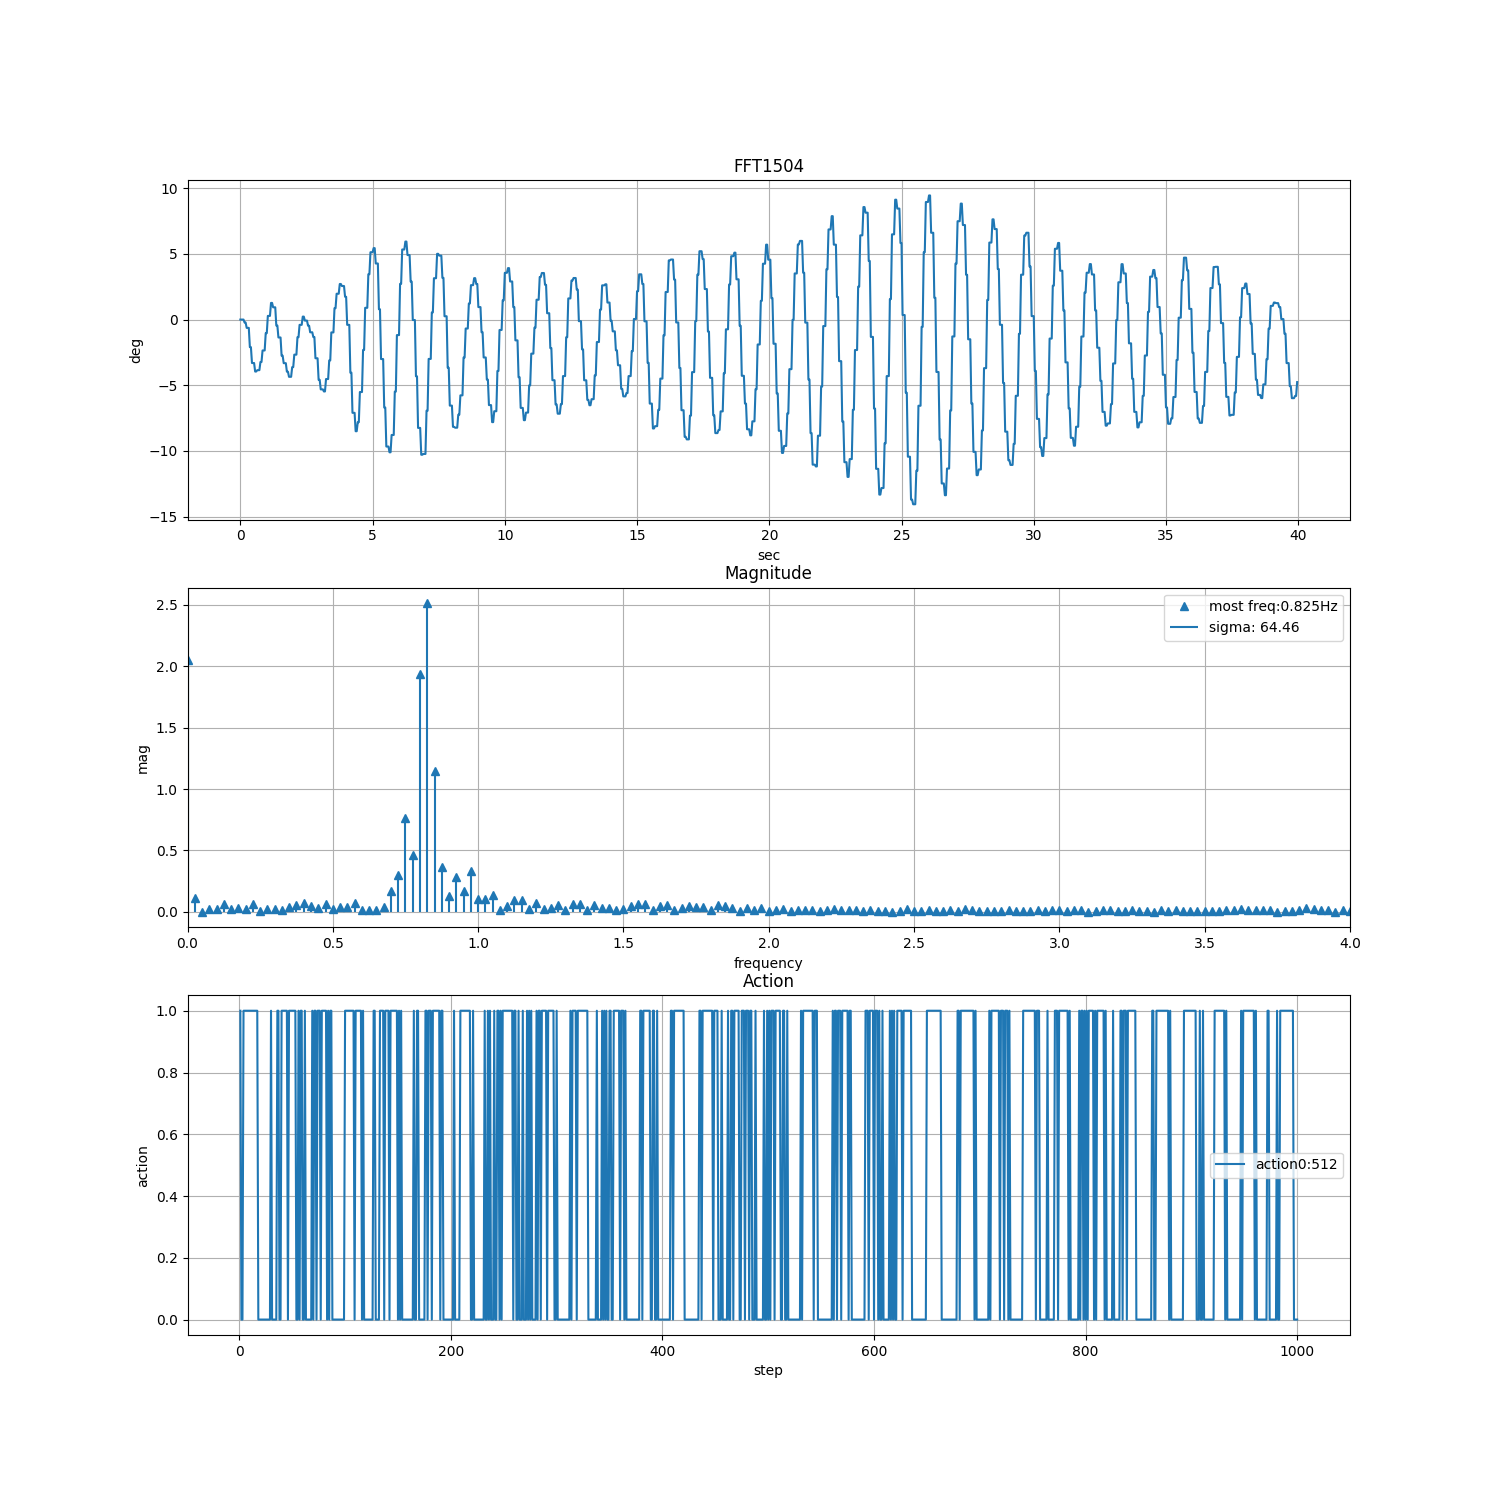 FFT1504
10
5
0
−5
−10
−15
deg
0 5 10 15 20 25 30 35 40
sec
Magnitude
most freq:0.825Hz
sigma: 64.46
2.5
2.0
1.5
1.0
0.5
0.0
mag
0.0 0.5 1.0 1.5 2.0 2.5 3.0 3.5 4.0
frequency
Action
1.0
0.8
0.6
0.4
0.2
0.0
action
action0:512
0 200 400 600 800 1000
step